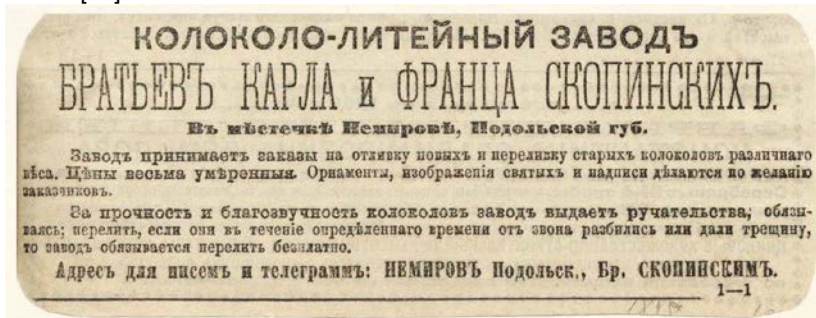 КОЛОКОЛО-ЛИТЕЙНЫЙ ЗАВОДЪ
БРАТЬЕВЪ КАРЛА и ФРАНЦА СКОПИНСКИХЪ.
Въ мѣстечкѣ Немировѣ, Подольской губ.
Заводъ принимаетъ заказы на отливку новыхъ и переливку старыхъ колоколовъ различнаго
вѣса. Цѣны весьма умѣренныя. Орнаменты, изображенія святыхъ и надписи дѣлаются по желанію
заказчиковъ.
За прочность и благозвучность колоколовъ заводъ выдаетъ ручательства, обязы-
ваясь; перелить, если они въ теченіе опредѣленнаго времени отъ звона разбились или дали трещину,
то заводъ обязывается перелить безплатно.
Адресъ для писемъ и телеграммъ: НЕМИРОВЪ Подольск., Бр. СКОПИНСКИМЪ.
1—1